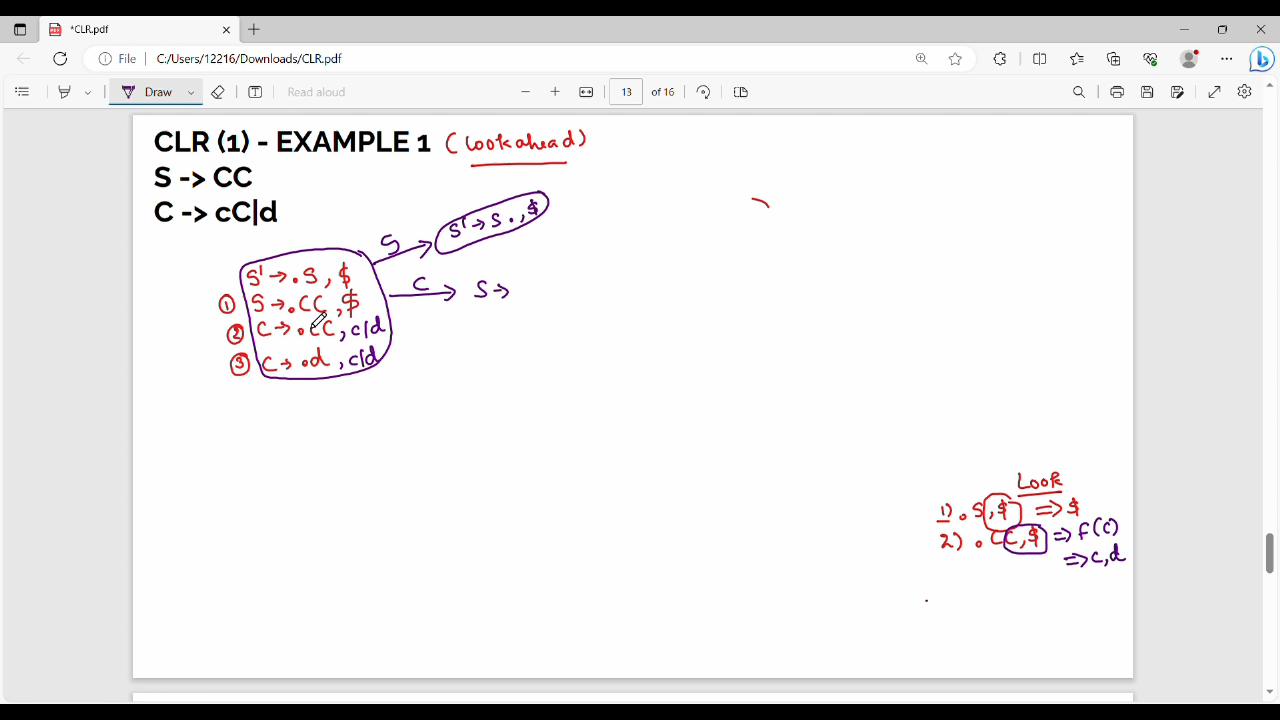 *CLR.pdf
File C:/Users/12216/Downloads/CLR.pdf
Draw Read aloud 13 of 16
CLR (1) - EXAMPLE 1 (Lookahead)
S -> CC
C -> cC|d
S' → S . , $
S
S' → . S , $
C S →
① S → . CC , $
② C → . cC , c/d
③ C → . d , c/d
Look
1) . S , $ ⇒ $
2) . CC , $ ⇒ f(C)
⇒ c, d